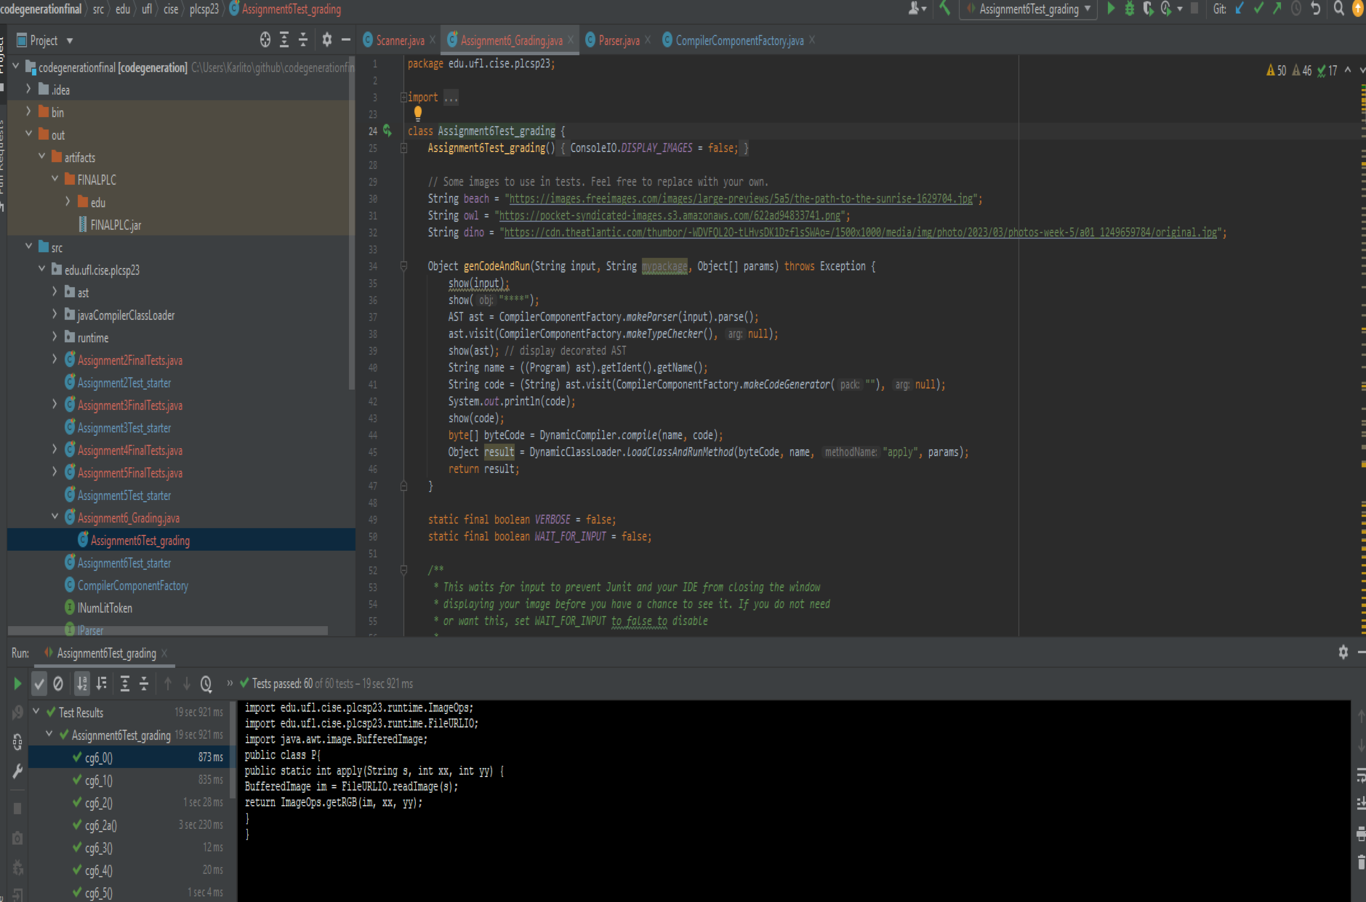 codegenerationfinal src edu ufl cise plcsp23 Assignment6Test_grading
Assignment6Test_grading Git:
Project
Scanner.java Assignment6_Grading.java Parser.java CompilerComponentFactory.java
codegenerationfinal [codegeneration] C:\Users\Karlito\github\codegenerationfin
.idea
bin
out
artifacts
FINALPLC
edu
FINALPLC.jar
src
edu.ufl.cise.plcsp23
ast
javaCompilerClassLoader
runtime
Assignment2FinalTests.java
Assignment2Test_starter
Assignment3FinalTests.java
Assignment3Test_starter
Assignment4FinalTests.java
Assignment5FinalTests.java
Assignment5Test_starter
Assignment6_Grading.java
Assignment6Test_grading
Assignment6Test_starter
CompilerComponentFactory
INumLitToken
IParser
50 46 17
1 package edu.ufl.cise.plcsp23;
2
3 import ...
23
24 class Assignment6Test_grading {
25 Assignment6Test_grading() { ConsoleIO.DISPLAY_IMAGES = false; }
28
29 // Some images to use in tests. Feel free to replace with your own.
30 String beach = "https://images.freeimages.com/images/large-previews/5a5/the-path-to-the-sunrise-1629704.jpg";
31 String owl = "https://pocket-syndicated-images.s3.amazonaws.com/622ad94833741.png";
32 String dino = "https://cdn.theatlantic.com/thumbor/-WDVFQL2O-tLHvsDK1DzflsSWAo=/1500x1000/media/img/photo/2023/03/photos-week-5/a01_1249659784/original.jpg";
33
34 Object genCodeAndRun(String input, String mypackage, Object[] params) throws Exception {
35 show(input);
36 show( obj: "****");
37 AST ast = CompilerComponentFactory.makeParser(input).parse();
38 ast.visit(CompilerComponentFactory.makeTypeChecker(), arg: null);
39 show(ast); // display decorated AST
40 String name = ((Program) ast).getIdent().getName();
41 String code = (String) ast.visit(CompilerComponentFactory.makeCodeGenerator( pack: ""), arg: null);
42 System.out.println(code);
43 show(code);
44 byte[] byteCode = DynamicCompiler.compile(name, code);
45 Object result = DynamicClassLoader.loadClassAndRunMethod(byteCode, name, methodName: "apply", params);
46 return result;
47 }
48
49 static final boolean VERBOSE = false;
50 static final boolean WAIT_FOR_INPUT = false;
51
52 /**
53 * This waits for input to prevent Junit and your IDE from closing the window
54 * displaying your image before you have a chance to see it. If you do not need
55 * or want this, set WAIT_FOR_INPUT to false to disable
*
Run: Assignment6Test_grading
Tests passed: 60 of 60 tests – 19 sec 921 ms
Test Results 19 sec 921 ms
Assignment6Test_grading 19 sec 921 ms
cg6_0() 873 ms
cg6_1() 835 ms
cg6_2() 1 sec 28 ms
cg6_2a() 3 sec 230 ms
cg6_3() 12 ms
cg6_4() 20 ms
cg6_5() 1 sec 4 ms
import edu.ufl.cise.plcsp23.runtime.ImageOps;
import edu.ufl.cise.plcsp23.runtime.FileURLIO;
import java.awt.image.BufferedImage;
public class P{
public static int apply(String s, int xx, int yy) {
BufferedImage im = FileURLIO.readImage(s);
return ImageOps.getRGB(im, xx, yy);
}
}